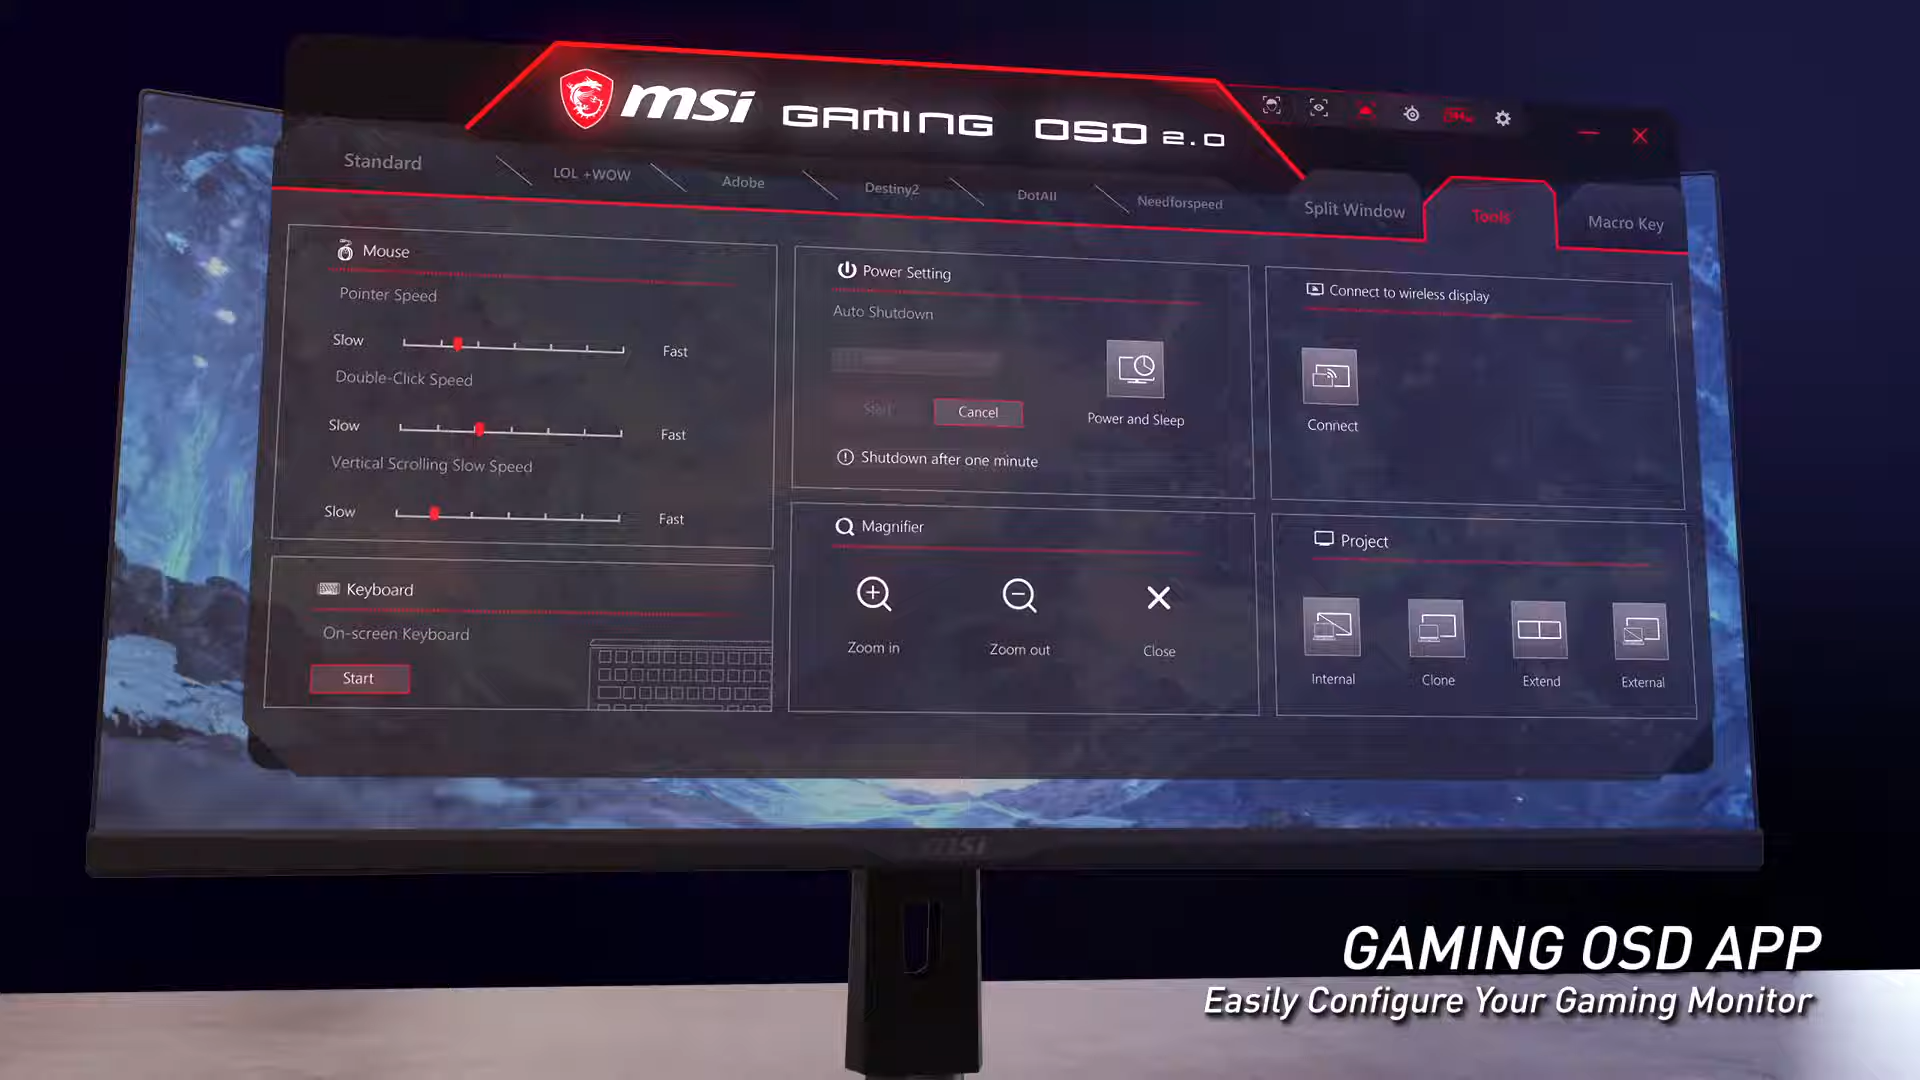 msi GAMING OSD 2.0
Standard
LOL +WOW
Adobe
Destiny2
DotAII
Needforspeed
Split Window
Tools
Macro Key
Mouse
Pointer Speed
Slow
Fast
Double-Click Speed
Slow
Fast
Vertical Scrolling Slow Speed
Slow
Fast
Keyboard
On-screen Keyboard
Start
Power Setting
Auto Shutdown
Start
Cancel
Power and Sleep
Shutdown after one minute
Magnifier
Zoom in
Zoom out
Close
Connect to wireless display
Connect
Project
Internal
Clone
Extend
External
msi
GAMING OSD APP
Easily Configure Your Gaming Monitor